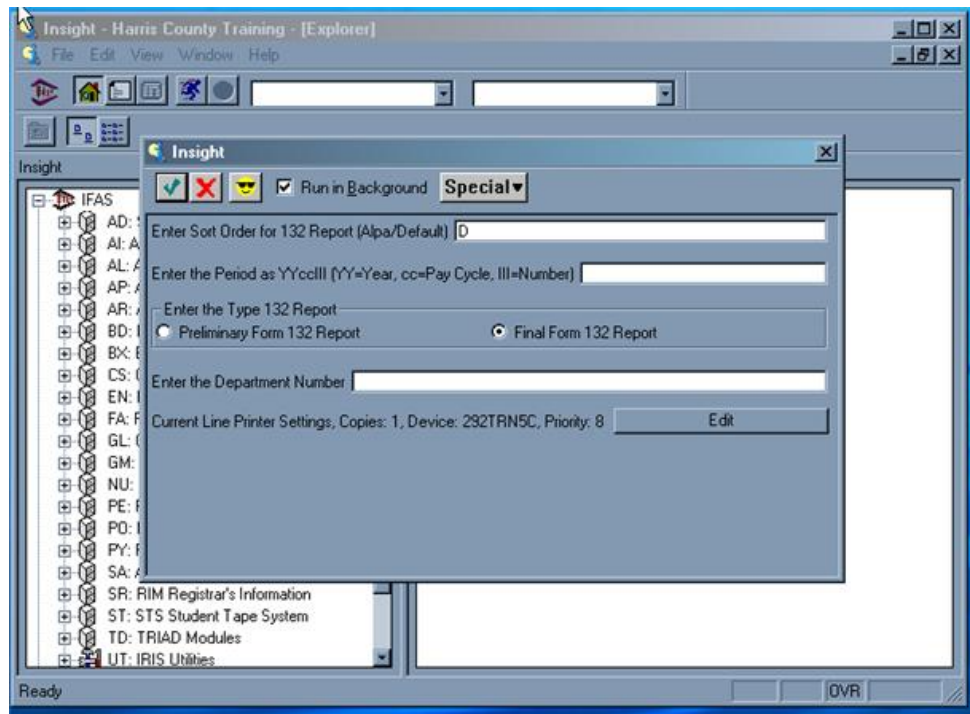 Insight - Harris County Training - [Explorer]
File Edit View Window Help
Insight
Insight
Run in Background Special
IFAS
AD:
AI: A
AL:
AP:
AR:
BD:
BX:
CS:
EN:
FA: F
GL:
GM:
NU:
PE:
PO:
PY:
SA:
SR: RIM Registrar's Information
ST: STS Student Tape System
TD: TRIAD Modules
UT: IRIS Utilities
Enter Sort Order for 132 Report (Alpa/Default) D
Enter the Period as YYccIII (YY=Year, cc=Pay Cycle, III=Number)
Enter the Type 132 Report
Preliminary Form 132 Report Final Form 132 Report
Enter the Department Number
Current Line Printer Settings, Copies: 1, Device: 292TRN5C, Priority: 8 Edit
Ready OVR